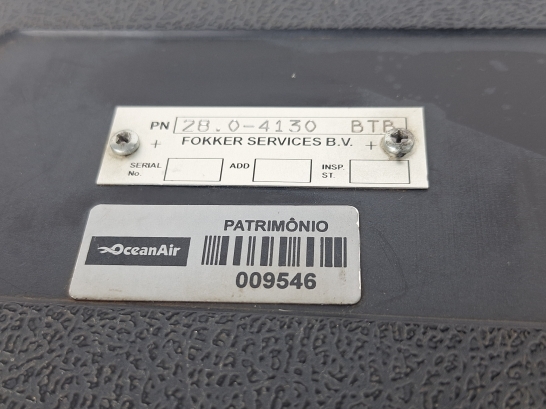 PN 28.0-4130 BTB
FOKKER SERVICES B.V.
SERIAL No. ADD INSP. ST.
PATRIMÔNIO
OceanAir
009546